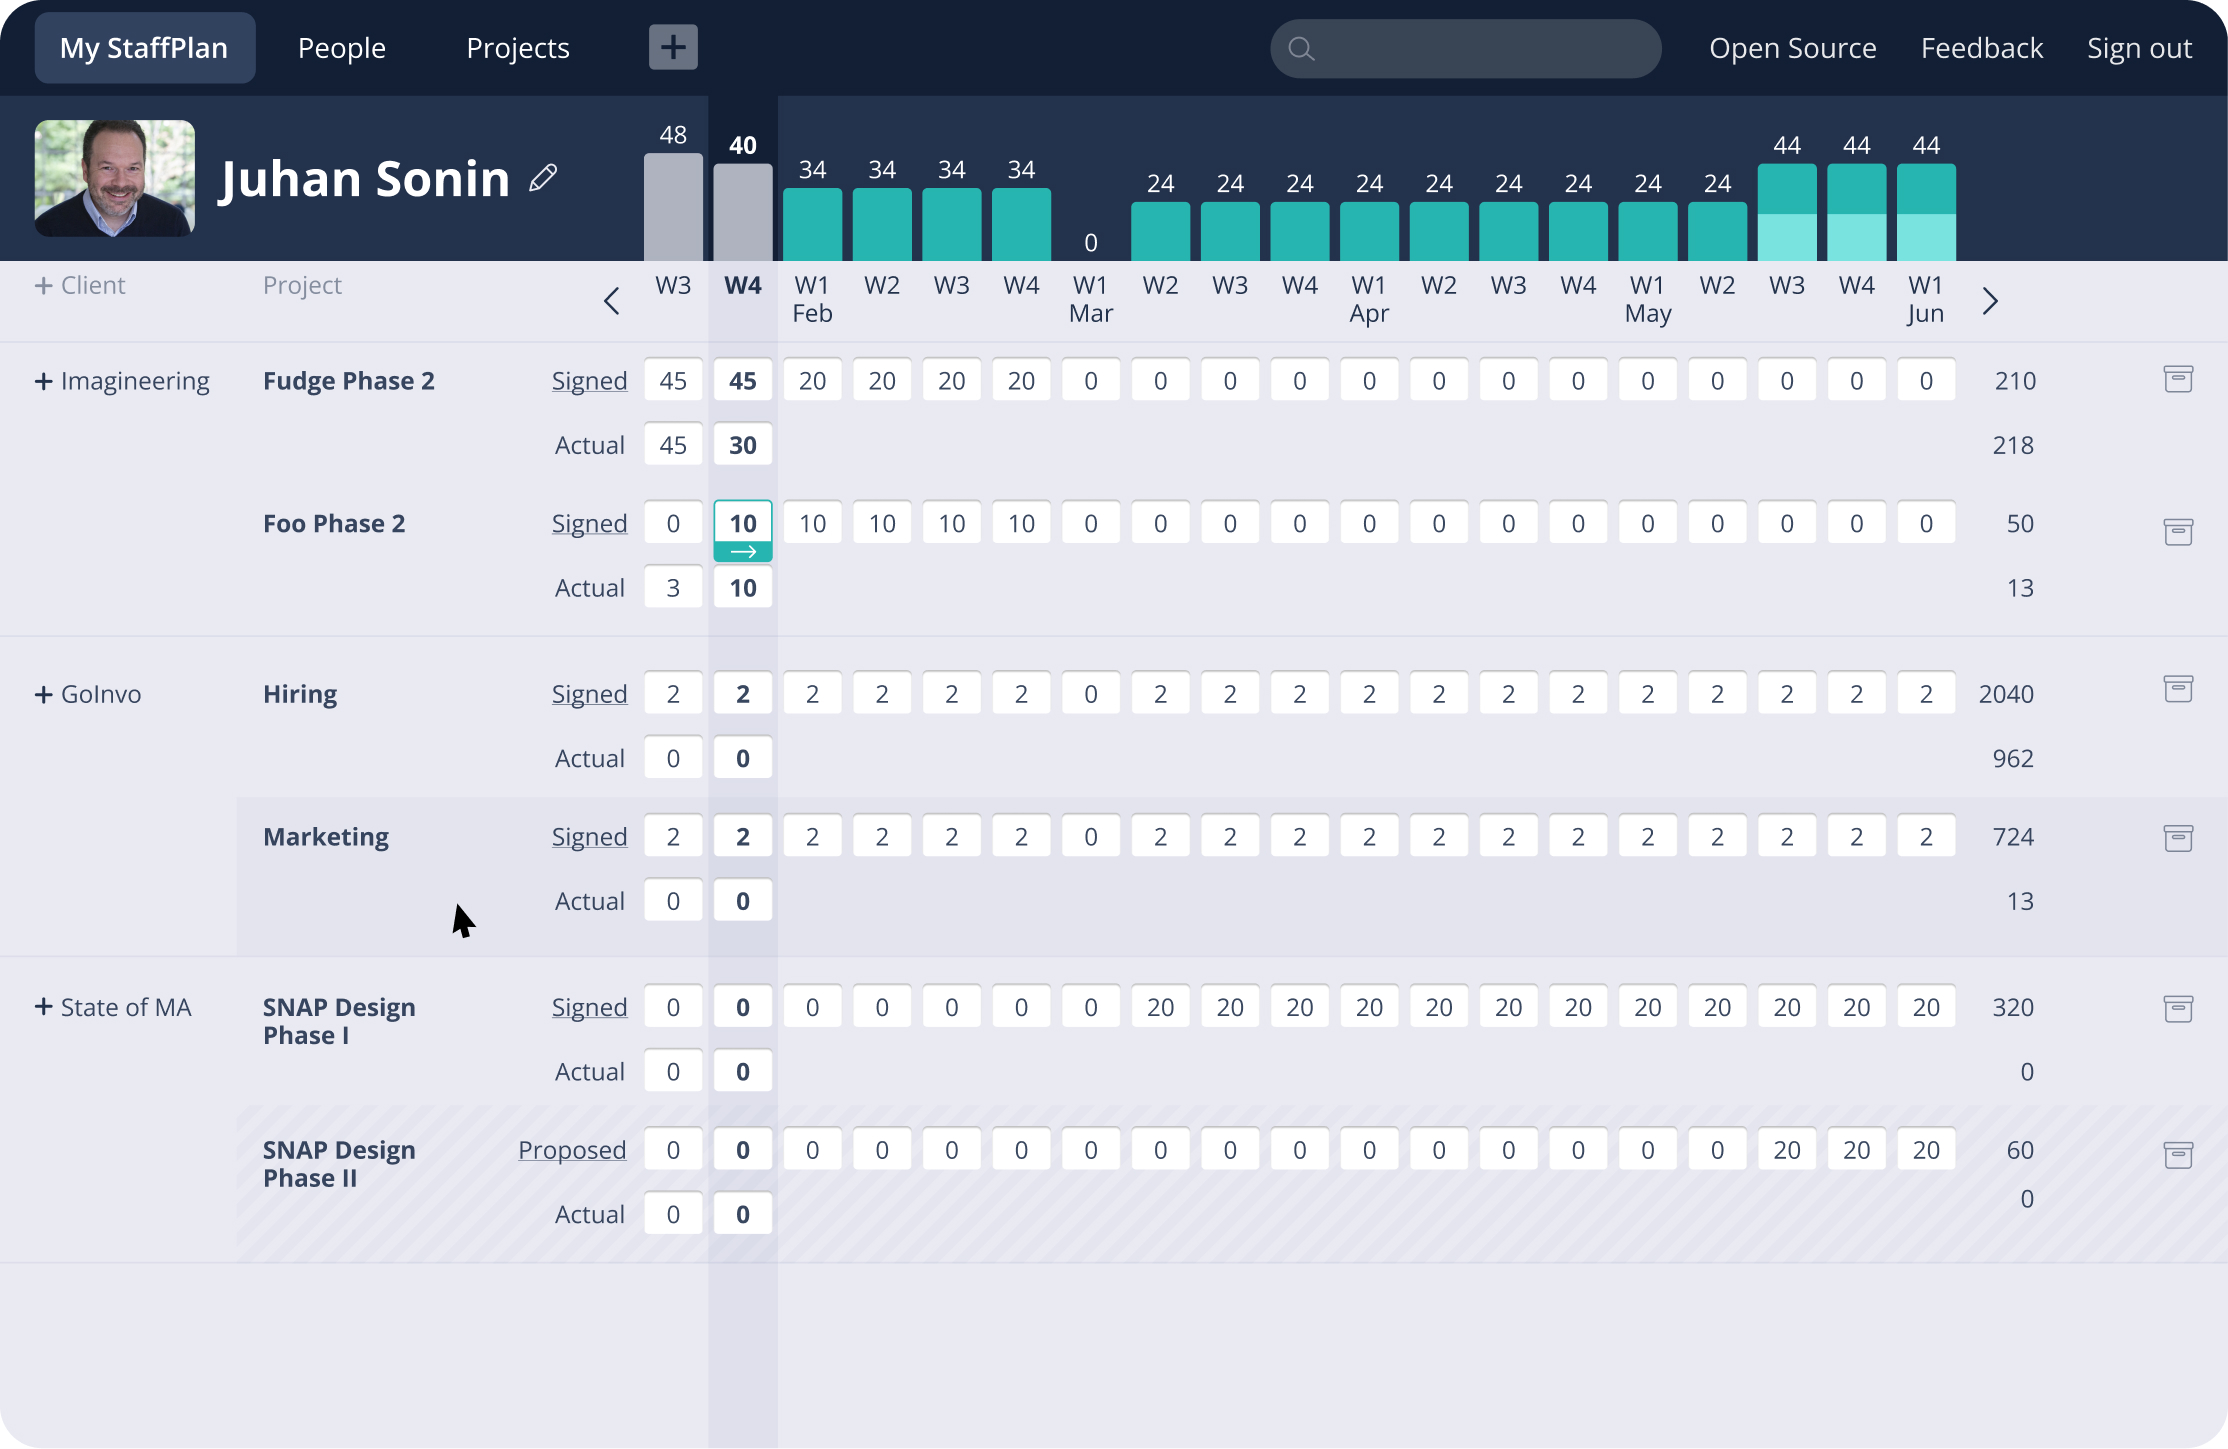 My StaffPlan People Projects Open Source Feedback Sign out
Juhan Sonin
48 40 34 34 34 34 0 24 24 24 24 24 24 24 24 24 44 44 44
+ Client Project W3 W4 W1 W2 W3 W4 W1 W2 W3 W4 W1 W2 W3 W4 W1 W2 W3 W4 W1
Feb Mar Apr May Jun
+ Imagineering Fudge Phase 2 Signed 45 45 20 20 20 20 0 0 0 0 0 0 0 0 0 0 0 0 0 210
Actual 45 30 218
Foo Phase 2 Signed 0 10 10 10 10 10 0 0 0 0 0 0 0 0 0 0 0 0 0 50
→
Actual 3 10 13
+ GoInvo Hiring Signed 2 2 2 2 2 2 0 2 2 2 2 2 2 2 2 2 2 2 2 2040
Actual 0 0 962
Marketing Signed 2 2 2 2 2 2 0 2 2 2 2 2 2 2 2 2 2 2 2 724
Actual 0 0 13
+ State of MA SNAP Design Signed 0 0 0 0 0 0 0 20 20 20 20 20 20 20 20 20 20 20 20 320
Phase I
Actual 0 0 0
SNAP Design Proposed 0 0 0 0 0 0 0 0 0 0 0 0 0 0 0 0 20 20 20 60
Phase II
Actual 0 0 0